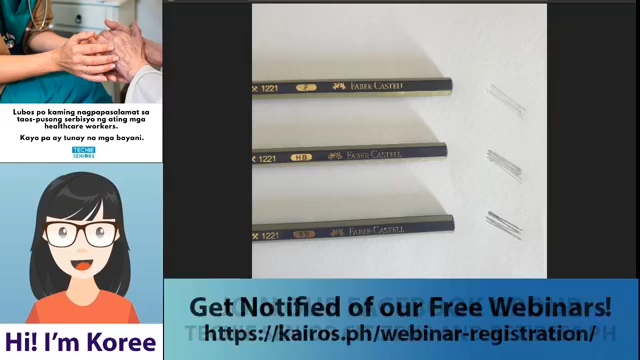 Lubos po kaming nagpapasalamat sa
taos-pusong serbisyo ng ating mga
healthcare workers.
Kayo pa ay tunay na mga bayani.
TECHIE
SENIORS
Hi! I'm Koree
1221 F FABER CASTELL
1221 HB FABER CASTELL
1221 FABER CASTELL
Get Notified of our Free Webinars!
https://kairos.ph/webinar-registration/